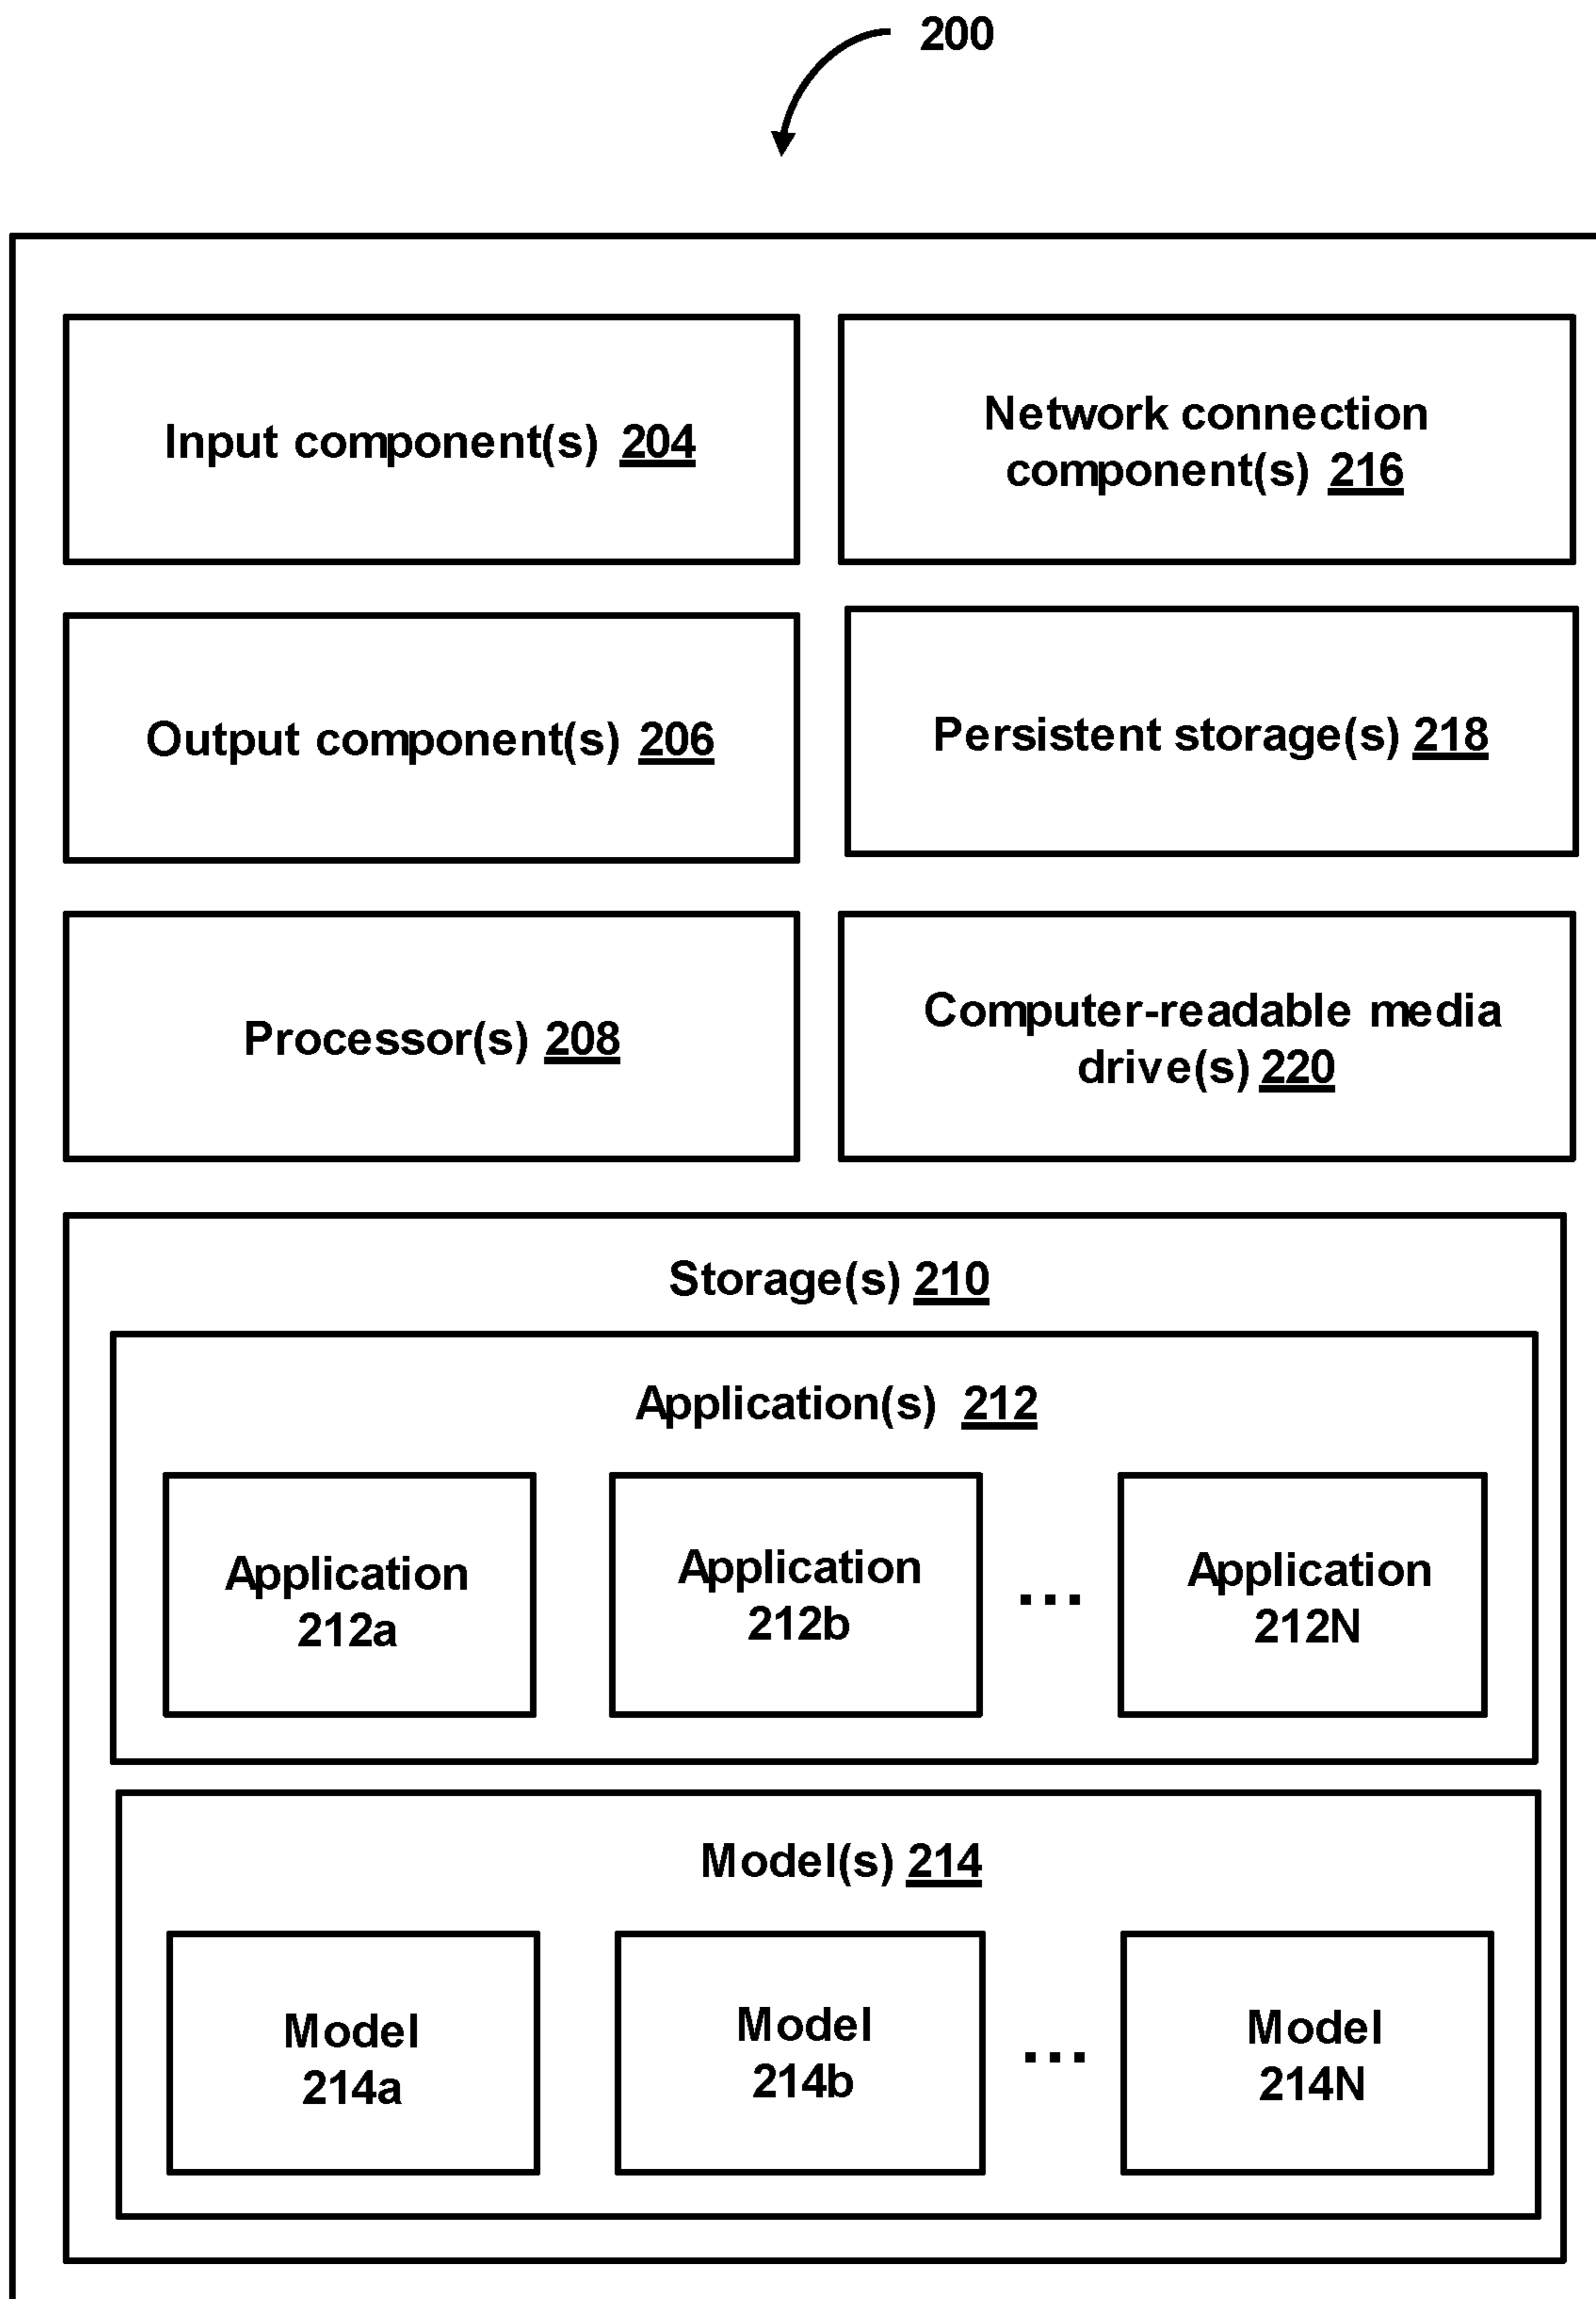 200
Input component(s) 204
Network connection
component(s) 216
Output component(s) 206
Persistent storage(s) 218
Processor(s) 208
Computer-readable media
drive(s) 220
Storage(s) 210
Application(s) 212
Application
212a
Application
212b
...
Application
212N
Model(s) 214
Model
214a
Model
214b
...
Model
214N